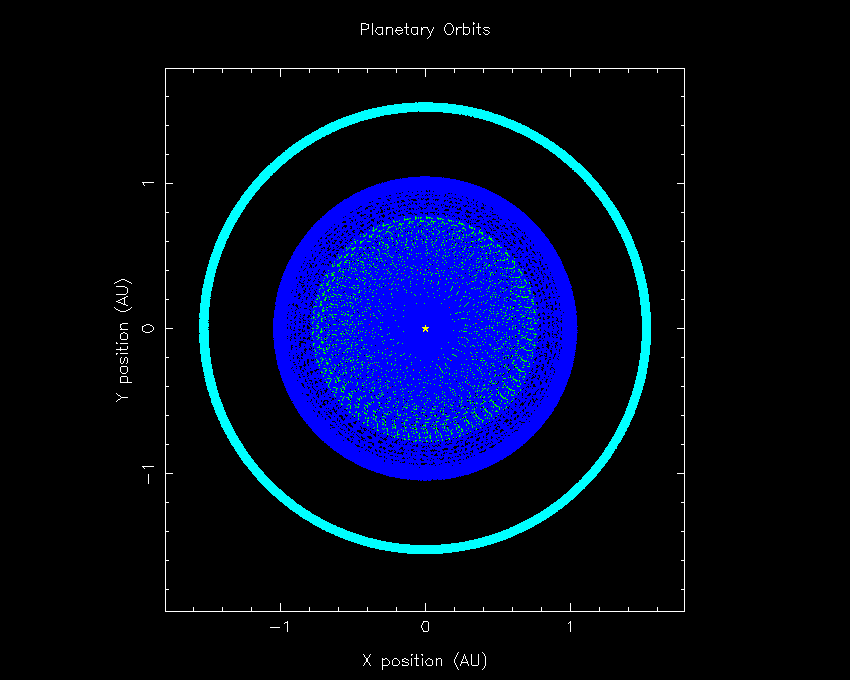 Planetary Orbits
1
0
−1
Y position (AU)
−1
0
1
X position (AU)